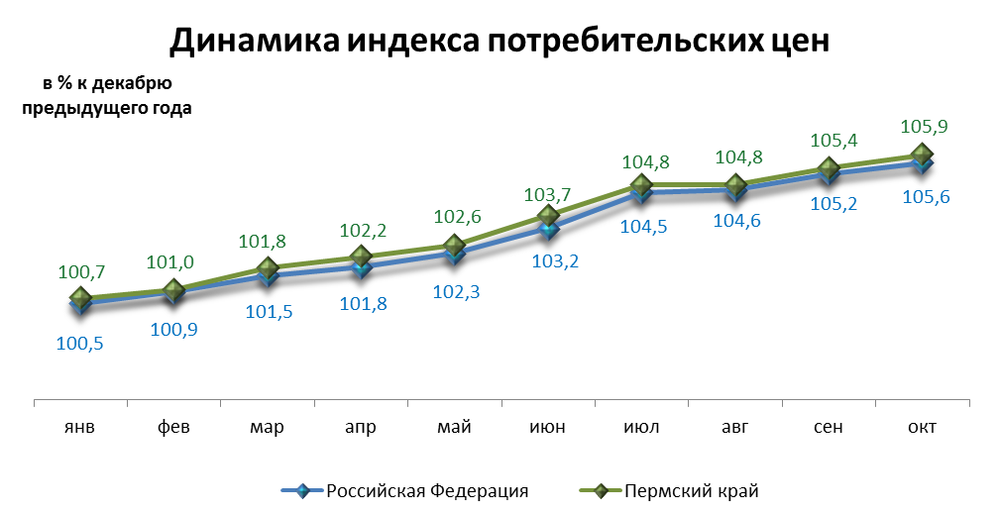 Динамика индекса потребительских цен
в % к декабрю
предыдущего года
100,7
101,0
101,8
102,2
102,6
103,7
104,8
104,8
105,4
105,9
100,5
100,9
101,5
101,8
102,3
103,2
104,5
104,6
105,2
105,6
янв
фев
мар
апр
май
июн
июл
авг
сен
окт
Российская Федерация
Пермский край